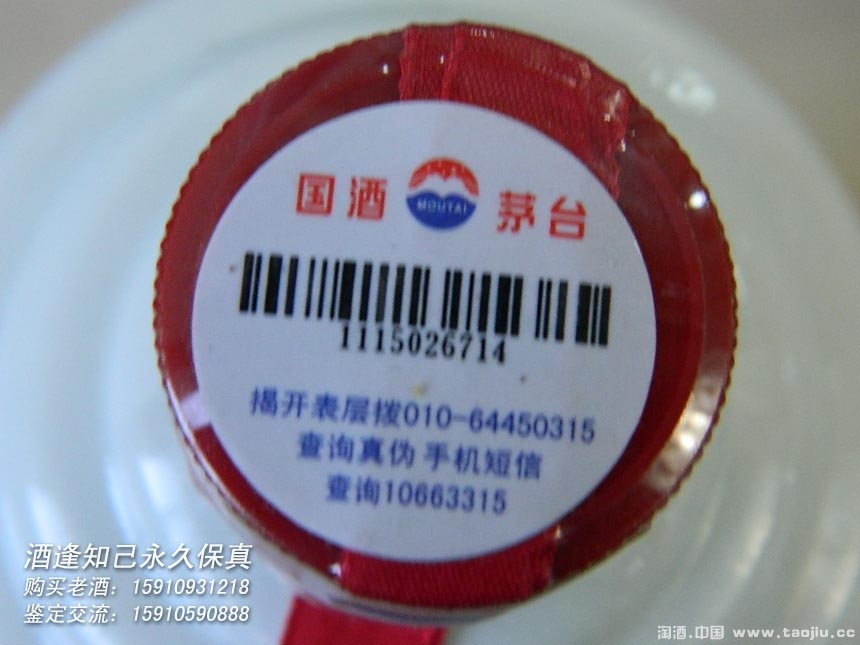 国酒 MOUTAI 茅台
1115026714
揭开表层拨010-64450315
查询真伪 手机短信
查询10663315
酒逢知己永久保真
购买老酒：15910931218
鉴定交流：15910590888
淘酒.中国 www.taojiu.cc